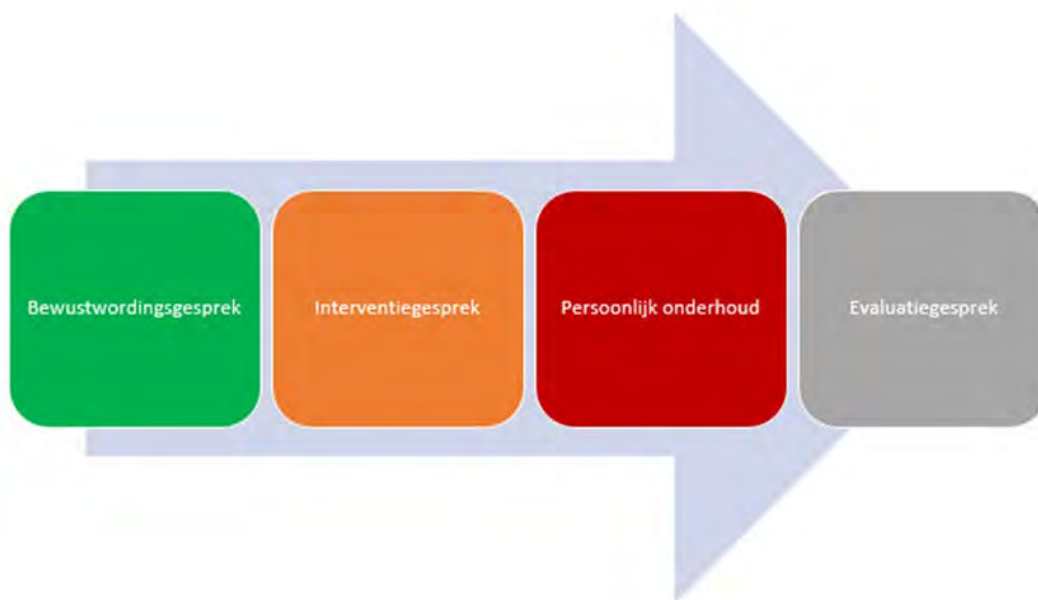 Bewustwordingsgesprek
Interventiegesprek
Persoonlijk onderhoud
Evaluatiegesprek